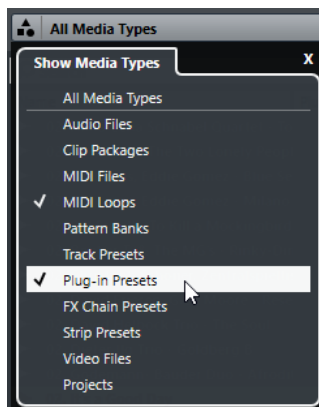 All Media Types
Show Media Types X
All Media Types
Audio Files
Clip Packages
MIDI Files
MIDI Loops
Pattern Banks
Track Presets
Plug-in Presets
FX Chain Presets
Strip Presets
Video Files
Projects